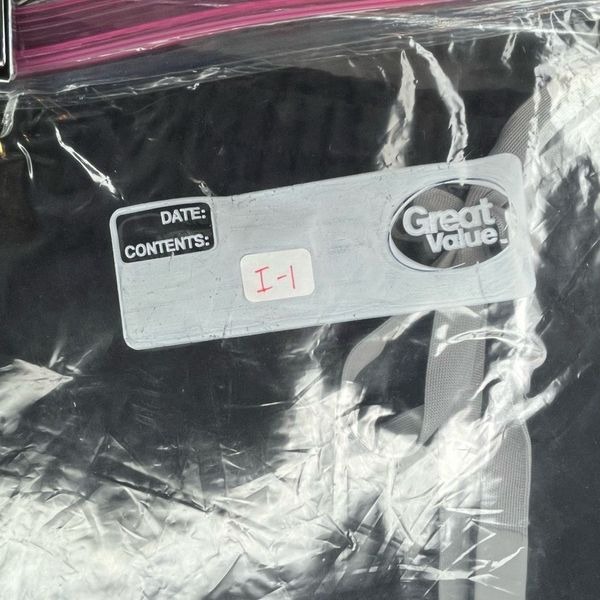 DATE:
CONTENTS:
Great
Value
I-1